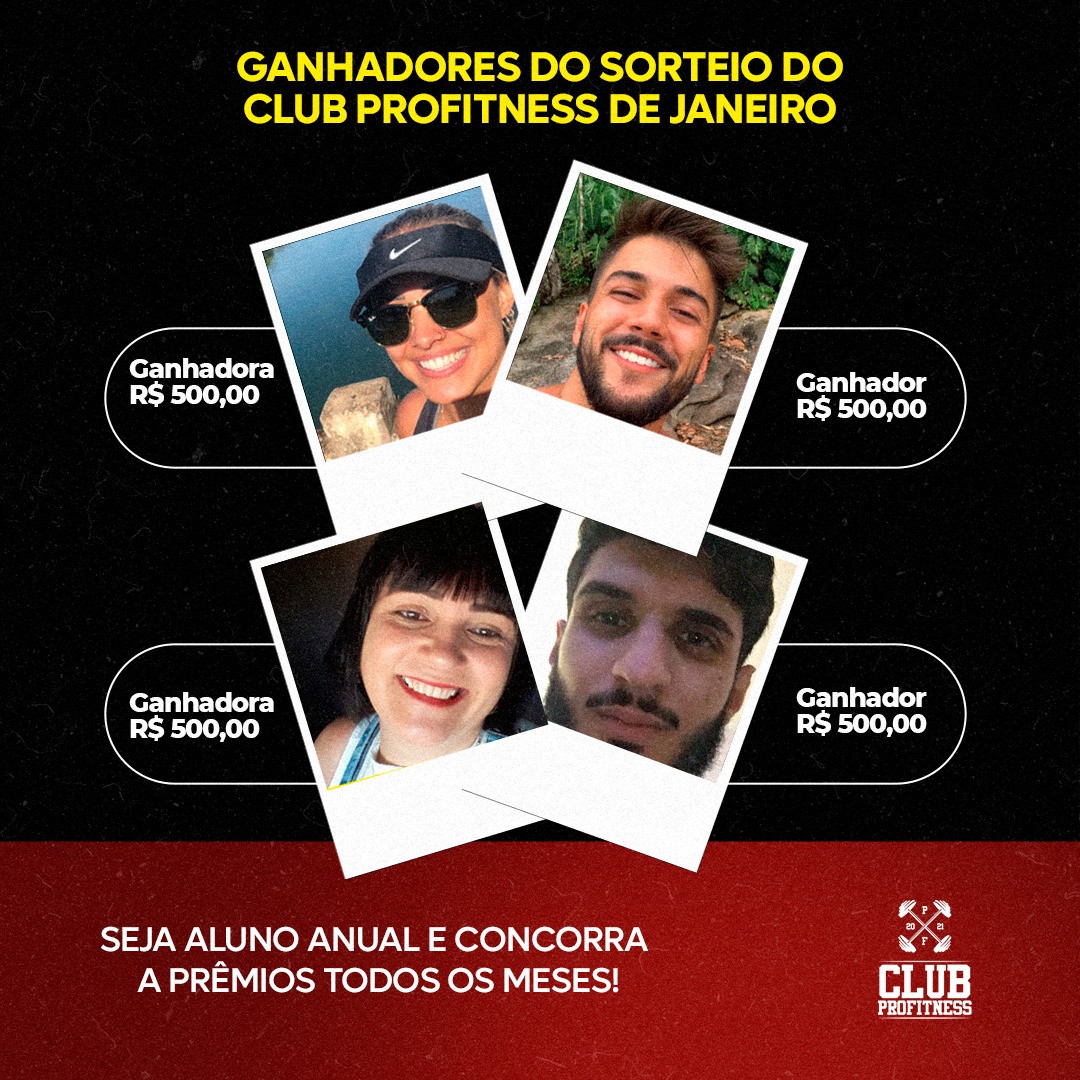 GANHADORES DO SORTEIO DO
CLUB PROFITNESS DE JANEIRO
Ganhadora
R$ 500,00
Ganhador
R$ 500,00
Ganhadora
R$ 500,00
Ganhador
R$ 500,00
SEJA ALUNO ANUAL E CONCORRA
A PRÊMIOS TODOS OS MESES!
P
20 21
F
CLUB
PROFITNESS